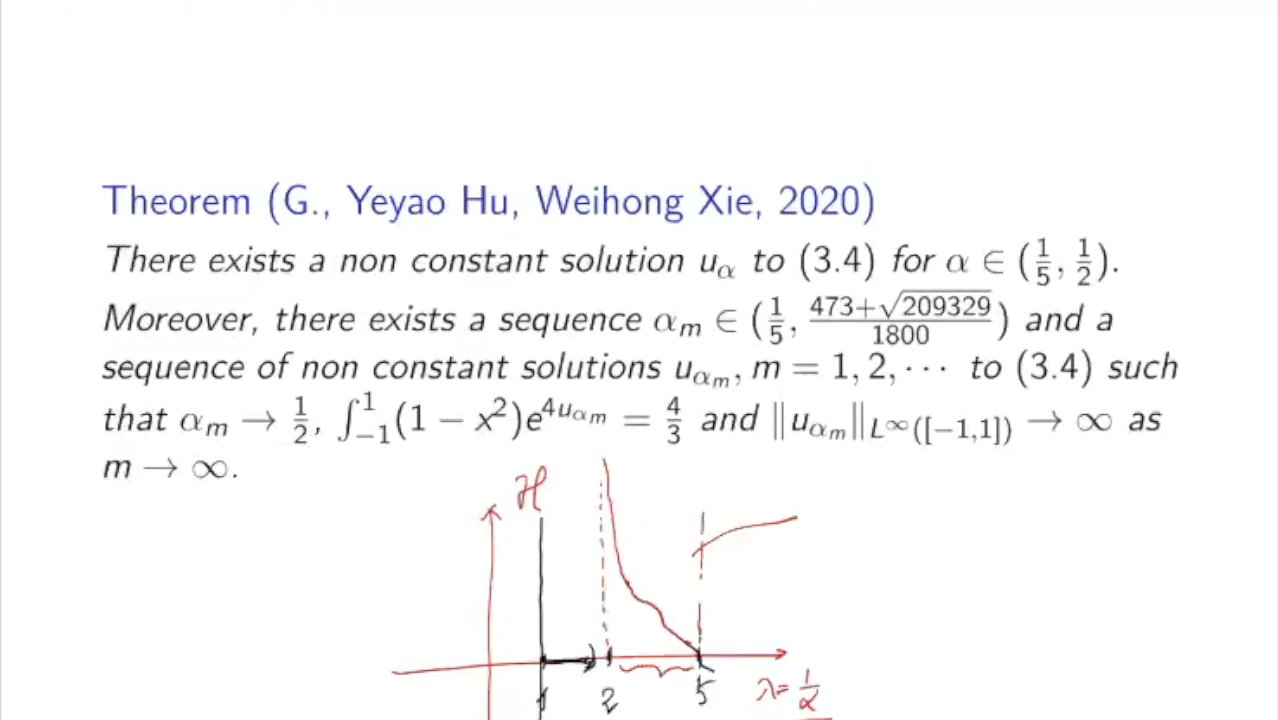 Theorem (G., Yeyao Hu, Weihong Xie, 2020)
There exists a non constant solution u_α to (3.4) for α ∈ (1/5, 1/2).
Moreover, there exists a sequence α_m ∈ (1/5, (473+√209329)/1800) and a
sequence of non constant solutions u_{α_m}, m = 1, 2, ··· to (3.4) such
that α_m → 1/2, ∫_{-1}^{1}(1 − x²)e^{4u_{α_m}} = 4/3 and ‖u_{α_m}‖_{L^∞([-1,1])} → ∞ as
m → ∞.
1 2 5 λ = 1/α